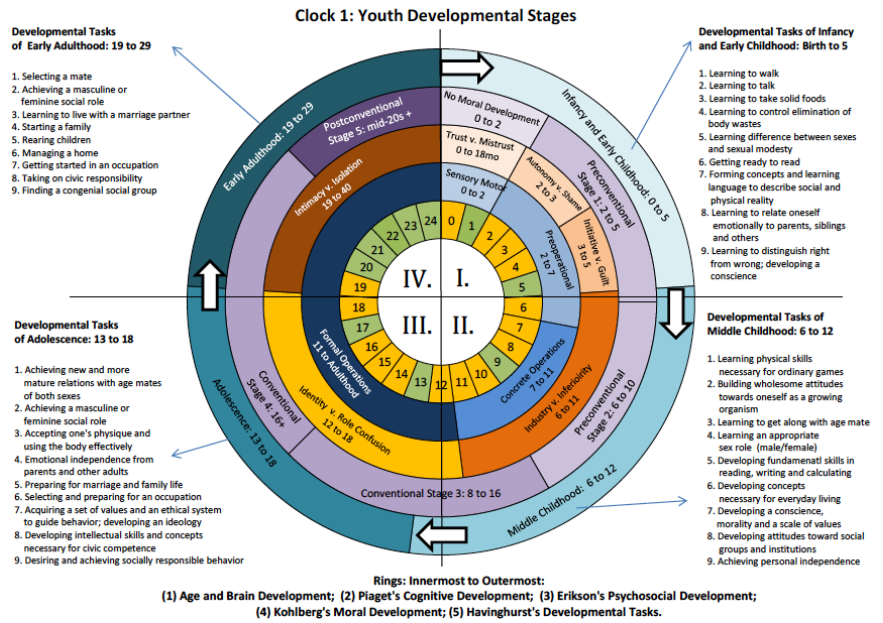 Clock 1: Youth Developmental Stages
Developmental Tasks
of Early Adulthood: 19 to 29
1. Selecting a mate
2. Achieving a masculine or
feminine social role
3. Learning to live with a marriage partner
4. Starting a family
5. Rearing children
6. Managing a home
7. Getting started in an occupation
8. Taking on civic responsibility
9. Finding a congenial social group
Developmental Tasks of Infancy
and Early Childhood: Birth to 5
1. Learning to walk
2. Learning to talk
3. Learning to take solid foods
4. Learning to control elimination of
body wastes
5. Learning difference between sexes
and sexual modesty
6. Getting ready to read
7. Forming concepts and learning
language to describe social and
physical reality
8. Learning to relate oneself
emotionally to parents, siblings
and others
9. Learning to distinguish right
from wrong; developing a
conscience
Early Adulthood: 19 to 29
Infancy and Early Childhood: 0 to 5
Postconventional
Stage 5: mid-20s +
No Moral Development
0 to 2
Preconventional
Stage 1: 2 to 5
Intimacy v. Isolation
19 to 40
Trust v. Mistrust
0 to 18mo
Autonomy v. Shame
2 to 3
Initiative v. Guilt
3 to 5
Sensory Motor
0 to 2
Preoperational
2 to 7
0
1
2
3
4
5
6
7
8
9
10
11
12
13
14
15
16
17
18
19
20
21
22
23
24
IV.
I.
III.
II.
Formal Operations
11 to Adulthood
Concrete Operations
7 to 11
Identity v. Role Confusion
12 to 18
Industry v. Inferioirity
6 to 11
Conventional
Stage 4: 16+
Preconventional
Stage 2: 6 to 10
Conventional Stage 3: 8 to 16
Adolescence: 13 to 18
Middle Childhood: 6 to 12
Developmental Tasks
of Adolescence: 13 to 18
1. Achieving new and more
mature relations with age mates
of both sexes
2. Achieving a masculine or
feminine social role
3. Accepting one's physique and
using the body effectively
4. Emotional independence from
parents and other adults
5. Preparing for marriage and family life
6. Selecting and preparing for an occupation
7. Acquiring a set of values and an ethical system
to guide behavior; developing an ideology
8. Developing intellectual skills and concepts
necessary for civic competence
9. Desiring and achieving socially responsible behavior
Developmental Tasks of
Middle Childhood: 6 to 12
1. Learning physical skills
necessary for ordinary games
2. Building wholesome attitudes
towards oneself as a growing
organism
3. Learning to get along with age mate
4. Learning an appropriate
sex role (male/female)
5. Developing fundamenatl skills in
reading, writing and calculating
6. Developing concepts
necessary for everyday living
7. Developing a conscience,
morality and a scale of values
8. Developing attitudes toward social
groups and institutions
9. Achieving personal independence
Rings: Innermost to Outermost:
(1) Age and Brain Development; (2) Piaget's Cognitive Development; (3) Erikson's Psychosocial Development;
(4) Kohlberg's Moral Development; (5) Havinghurst's Developmental Tasks.